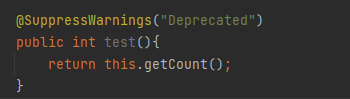 @SuppressWarnings("Deprecated")
public int test(){
    return this.getCount();
}